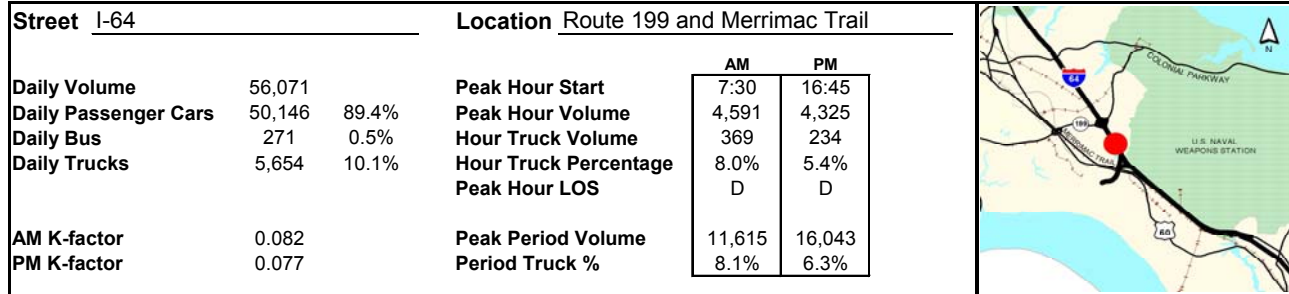 Street I-64 Location Route 199 and Merrimac Trail
AM PM
Daily Volume 56,071 Peak Hour Start 7:30 16:45
Daily Passenger Cars 50,146 89.4% Peak Hour Volume 4,591 4,325
Daily Bus 271 0.5% Hour Truck Volume 369 234
Daily Trucks 5,654 10.1% Hour Truck Percentage 8.0% 5.4%
Peak Hour LOS D D
AM K-factor 0.082 Peak Period Volume 11,615 16,043
PM K-factor 0.077 Period Truck % 8.1% 6.3%
N
COLONIAL PARKWAY
64
199
MERRIMAC TRAIL
U.S. NAVAL
WEAPONS STATION
60